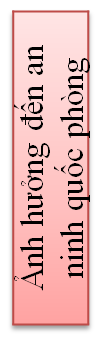 Ảnh hưởng đến an
ninh quốc phòng